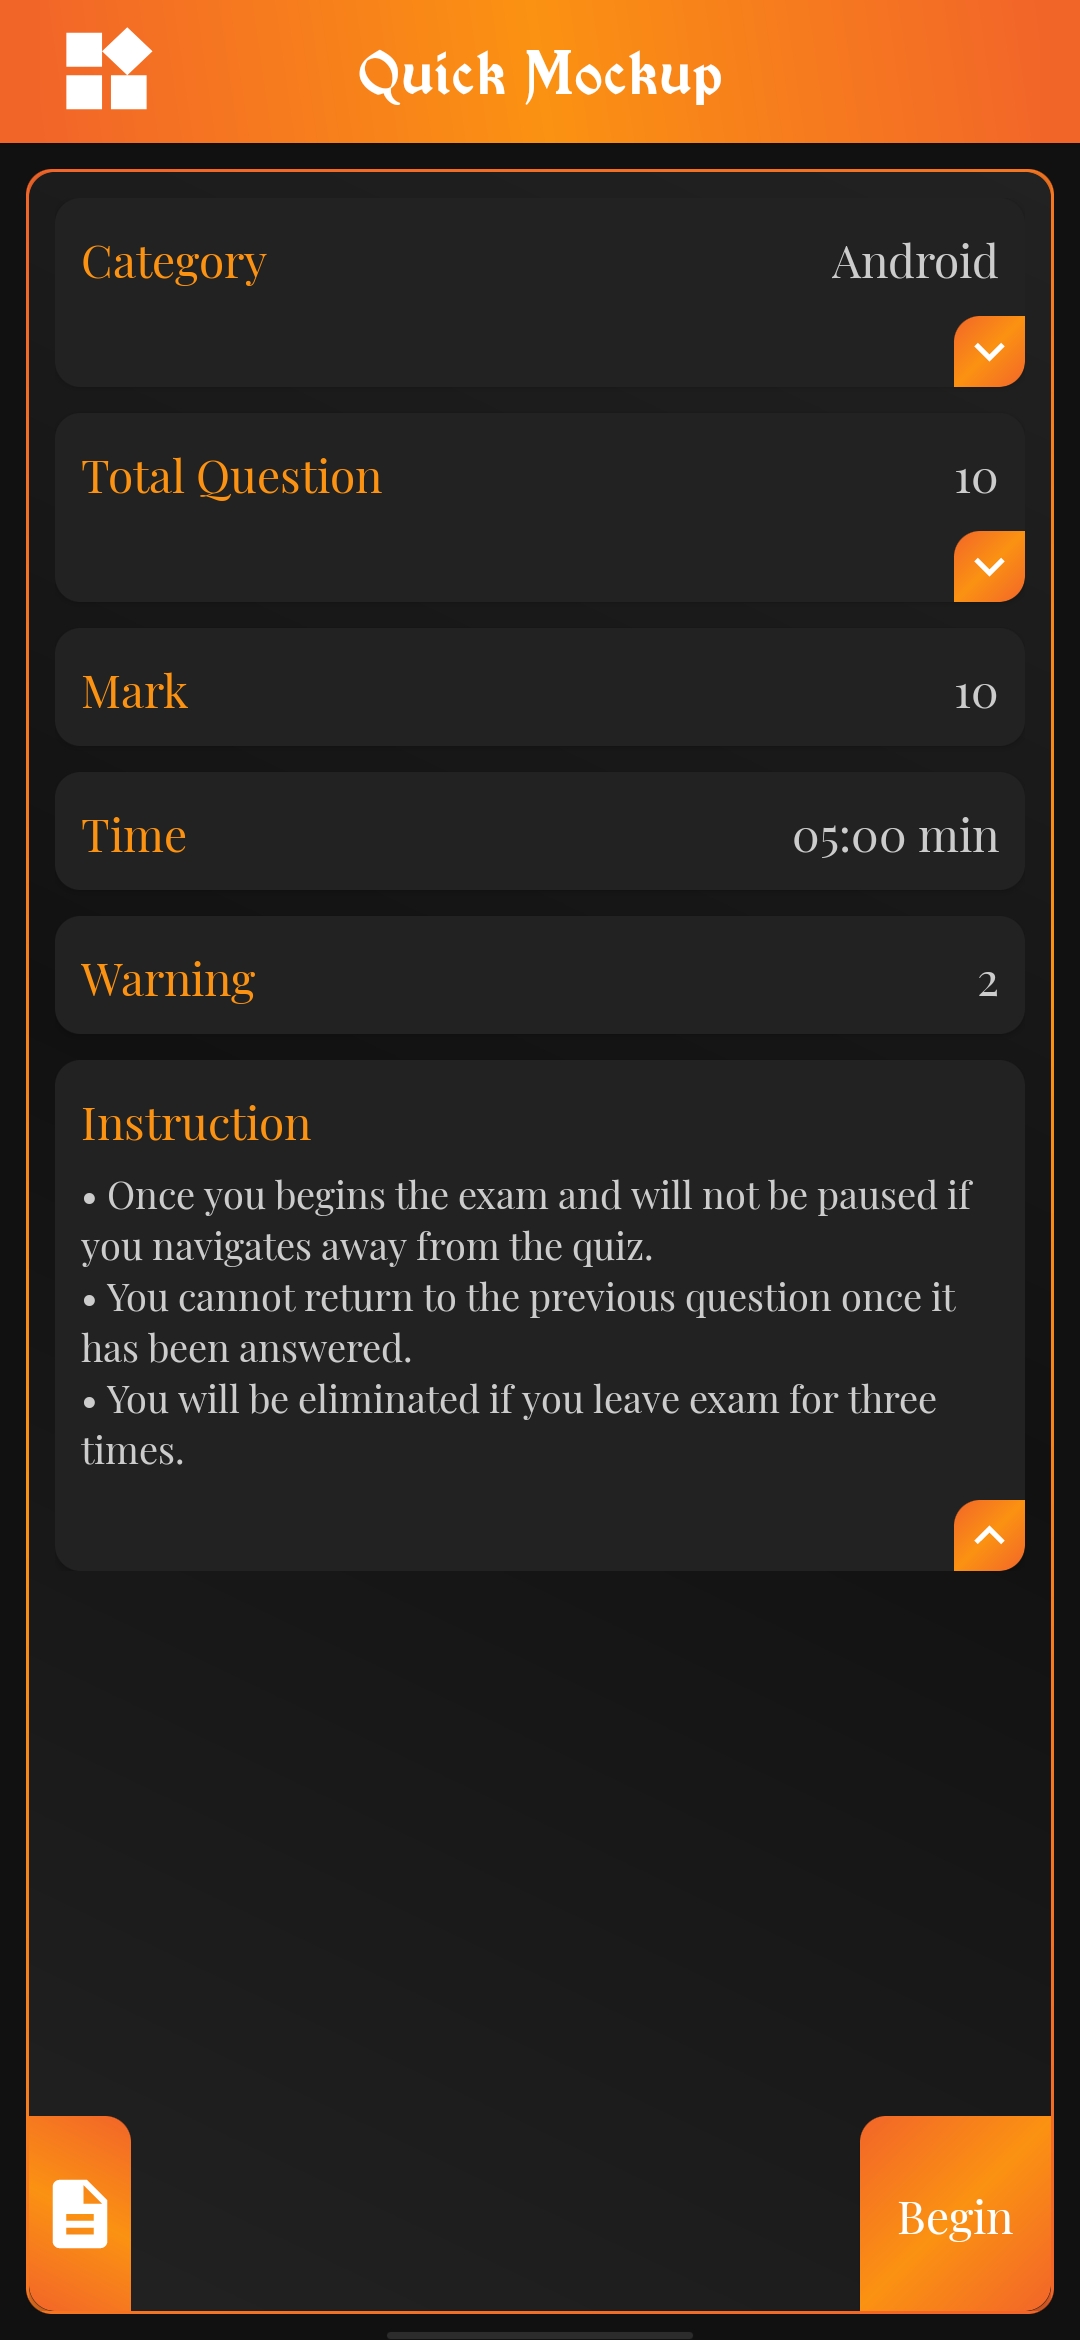 Quick Mockup
Category Android
Total Question 10
Mark 10
Time 05:00 min
Warning 2
Instruction
• Once you begins the exam and will not be paused if
you navigates away from the quiz.
• You cannot return to the previous question once it
has been answered.
• You will be eliminated if you leave exam for three
times.
Begin